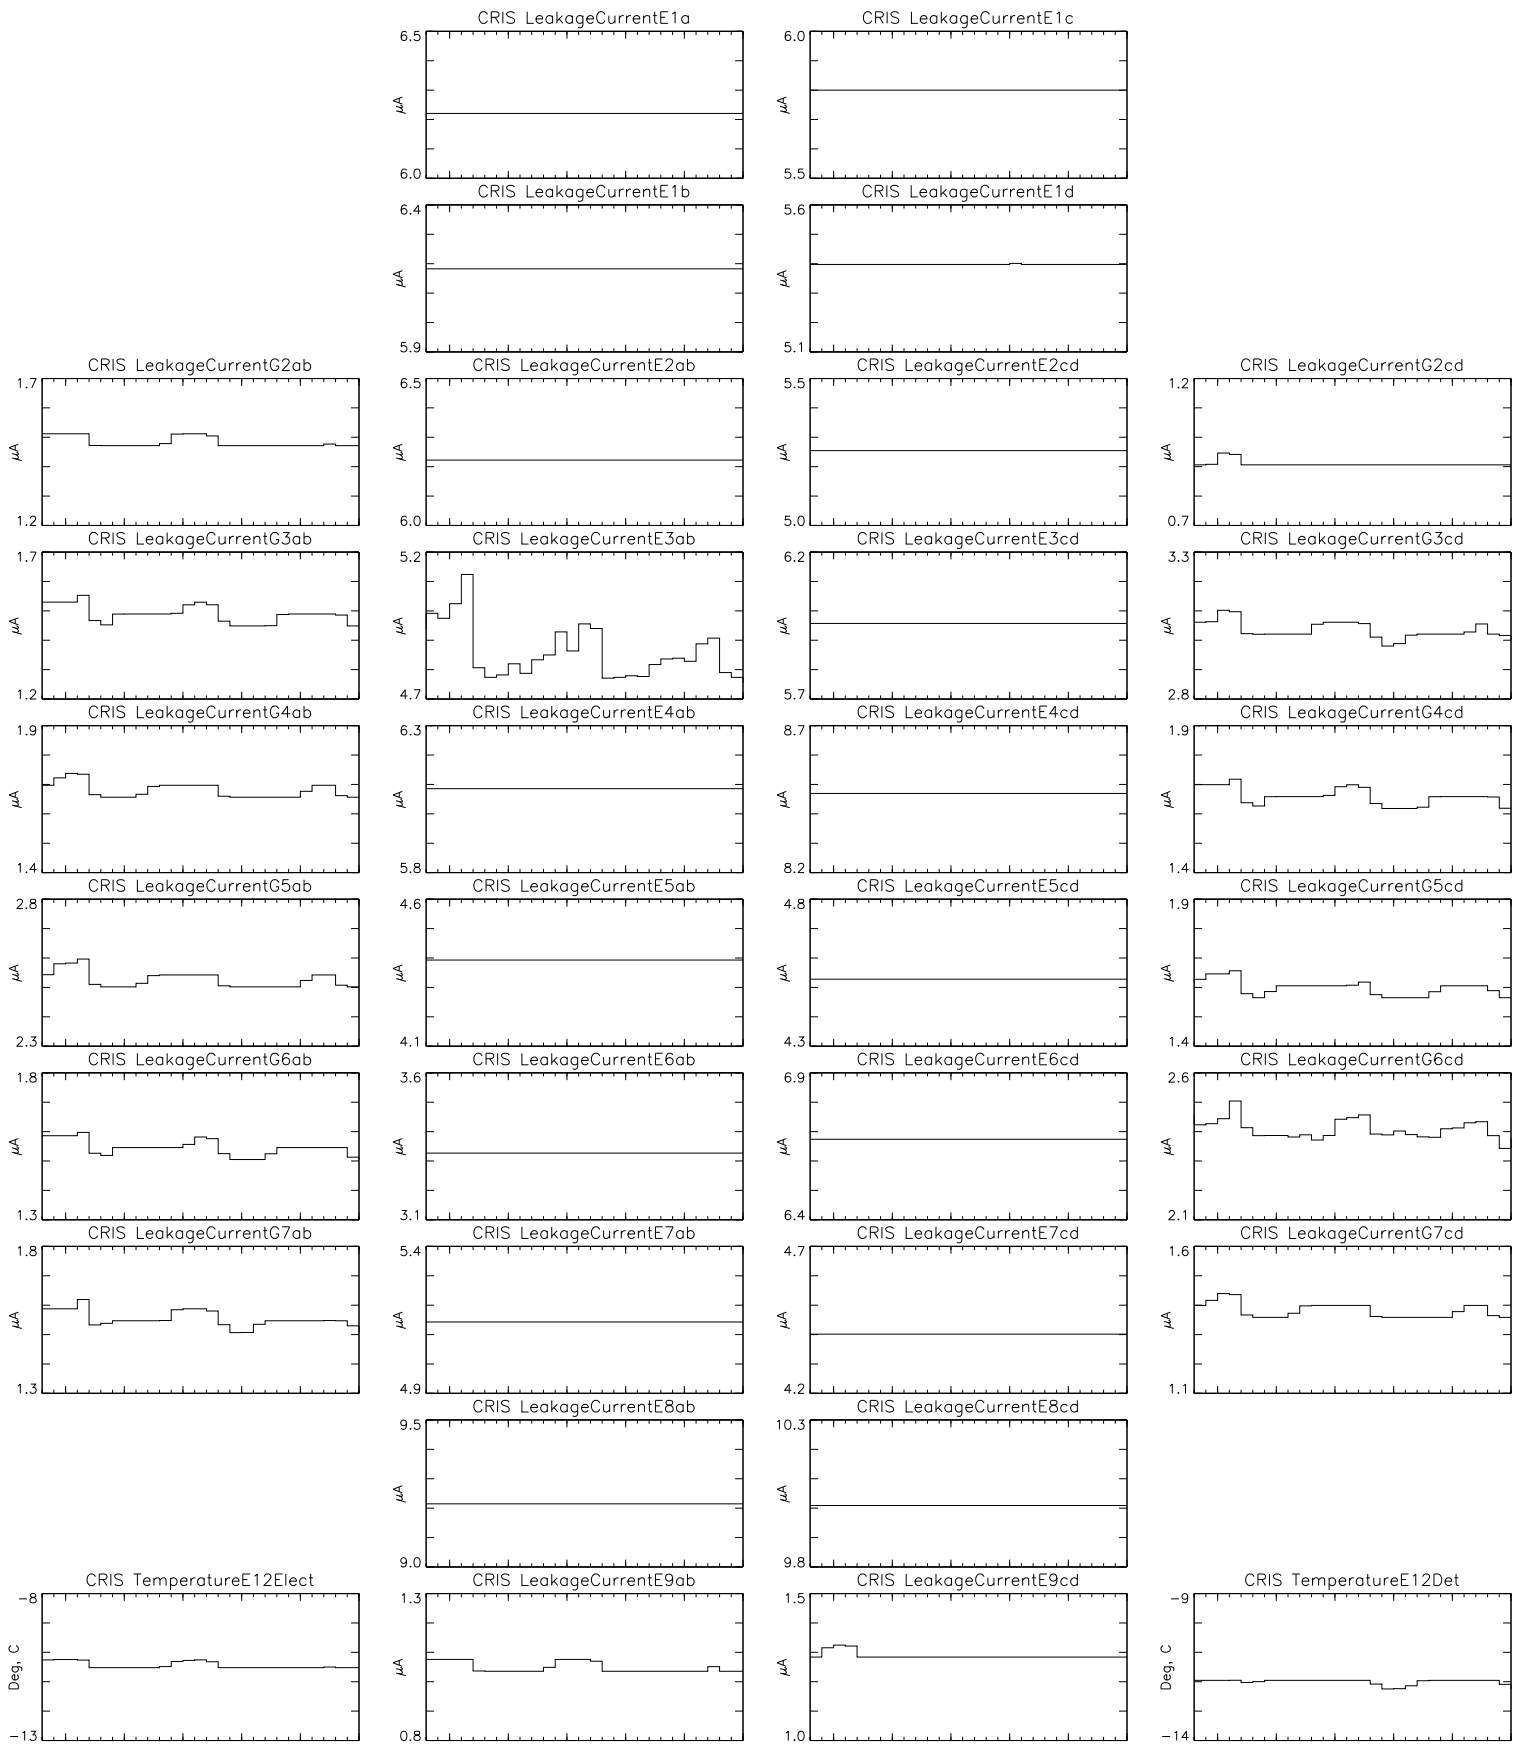 CRIS LeakageCurrentE1a
6.5
μA
6.0
CRIS LeakageCurrentE1c
6.0
μA
5.5
CRIS LeakageCurrentE1b
6.4
μA
5.9
CRIS LeakageCurrentE1d
5.6
μA
5.1
CRIS LeakageCurrentG2ab
1.7
μA
1.2
CRIS LeakageCurrentE2ab
6.5
μA
6.0
CRIS LeakageCurrentE2cd
5.5
μA
5.0
CRIS LeakageCurrentG2cd
1.2
μA
0.7
CRIS LeakageCurrentG3ab
1.7
μA
1.2
CRIS LeakageCurrentE3ab
5.2
μA
4.7
CRIS LeakageCurrentE3cd
6.2
μA
5.7
CRIS LeakageCurrentG3cd
3.3
μA
2.8
CRIS LeakageCurrentG4ab
1.9
μA
1.4
CRIS LeakageCurrentE4ab
6.3
μA
5.8
CRIS LeakageCurrentE4cd
8.7
μA
8.2
CRIS LeakageCurrentG4cd
1.9
μA
1.4
CRIS LeakageCurrentG5ab
2.8
μA
2.3
CRIS LeakageCurrentE5ab
4.6
μA
4.1
CRIS LeakageCurrentE5cd
4.8
μA
4.3
CRIS LeakageCurrentG5cd
1.9
μA
1.4
CRIS LeakageCurrentG6ab
1.8
μA
1.3
CRIS LeakageCurrentE6ab
3.6
μA
3.1
CRIS LeakageCurrentE6cd
6.9
μA
6.4
CRIS LeakageCurrentG6cd
2.6
μA
2.1
CRIS LeakageCurrentG7ab
1.8
μA
1.3
CRIS LeakageCurrentE7ab
5.4
μA
4.9
CRIS LeakageCurrentE7cd
4.7
μA
4.2
CRIS LeakageCurrentG7cd
1.6
μA
1.1
CRIS LeakageCurrentE8ab
9.5
μA
9.0
CRIS LeakageCurrentE8cd
10.3
μA
9.8
CRIS TemperatureE12Elect
-8
Deg, C
-13
CRIS LeakageCurrentE9ab
1.3
μA
0.8
CRIS LeakageCurrentE9cd
1.5
μA
1.0
CRIS TemperatureE12Det
-9
Deg, C
-14